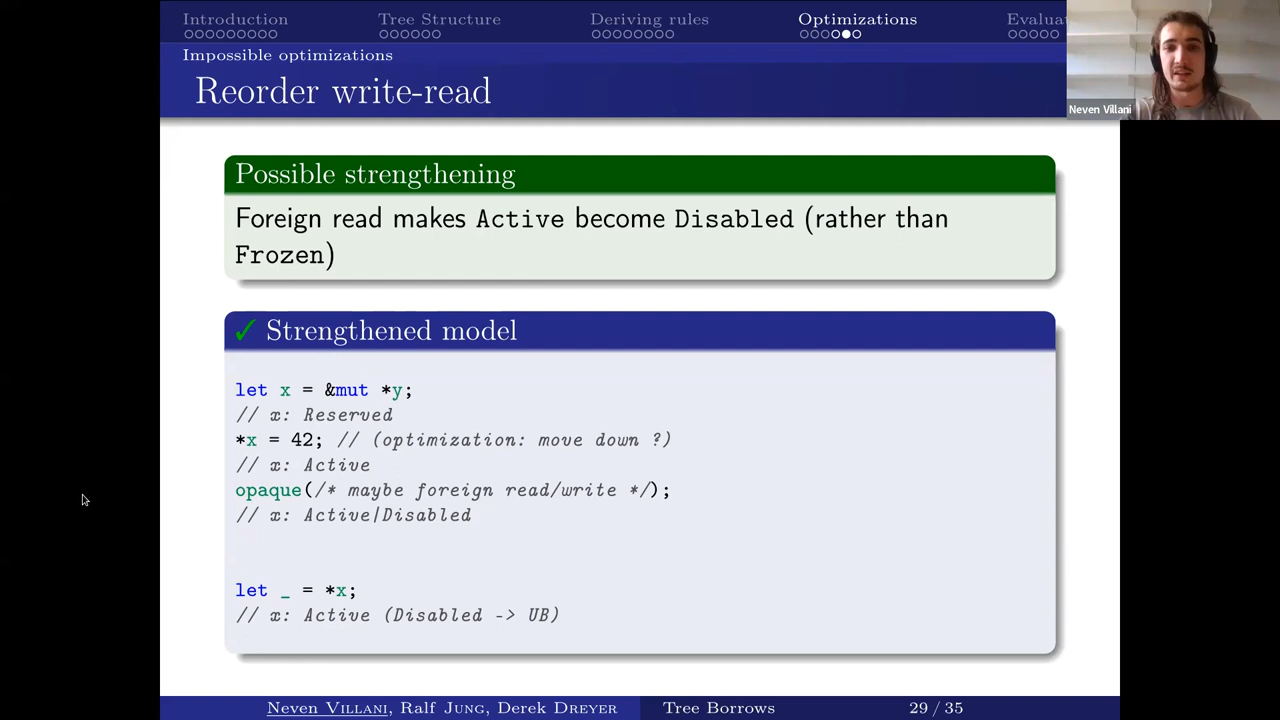 Introduction Tree Structure Deriving rules Optimizations Evalua
Impossible optimizations
Reorder write-read
Neven Villani
Possible strengthening
Foreign read makes Active become Disabled (rather than
Frozen)
✓ Strengthened model
let x = &mut *y;
// x: Reserved
*x = 42; // (optimization: move down ?)
// x: Active
opaque(/* maybe foreign read/write */);
// x: Active|Disabled
let _ = *x;
// x: Active (Disabled -> UB)
Neven Villani, Ralf Jung, Derek Dreyer Tree Borrows 29 / 35